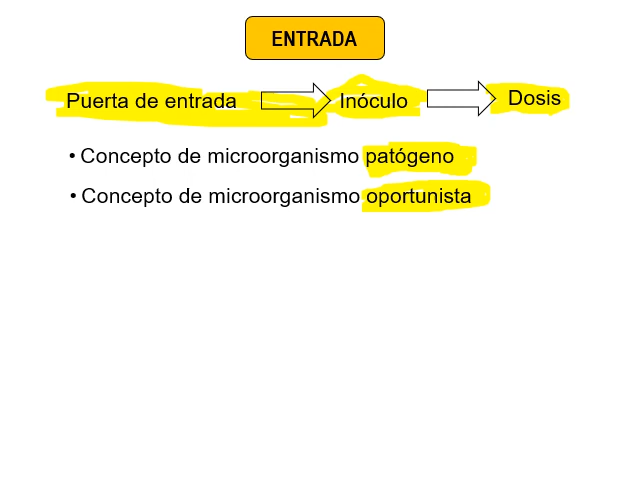 ENTRADA
Puerta de entrada Inóculo Dosis
• Concepto de microorganismo patógeno
• Concepto de microorganismo oportunista